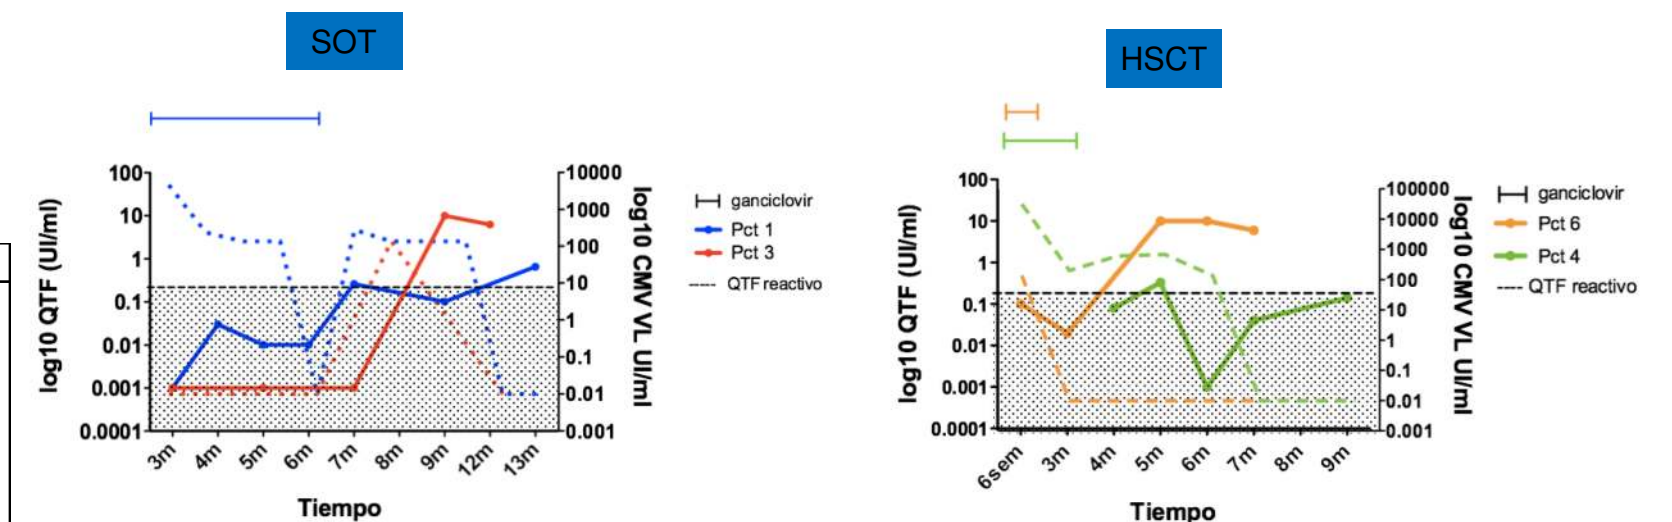 SOT
log10 QTF (UI/ml)
100
10
1
0.1
0.01
0.001
0.0001
10000
1000
100
10
1
0.1
0.01
0.001
log10 CMV VL UI/ml
3m 4m 5m 6m 7m 8m 9m 12m 13m
Tiempo
ganciclovir
Pct 1
Pct 3
QTF reactivo
HSCT
log10 QTF (UI/ml)
100
10
1
0.1
0.01
0.001
0.0001
100000
10000
1000
100
10
1
0.1
0.01
0.001
log10 CMV VL UI/ml
6sem 3m 4m 5m 6m 7m 8m 9m
Tiempo
ganciclovir
Pct 6
Pct 4
QTF reactivo